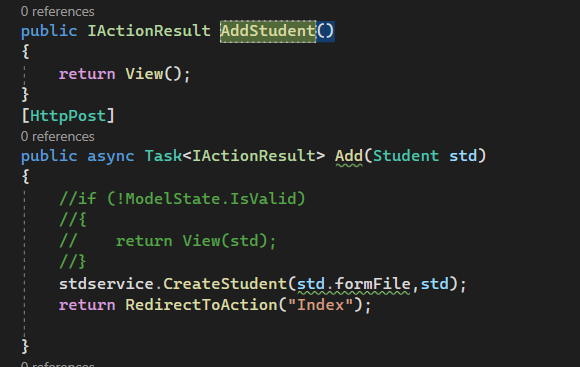 0 references
public IActionResult AddStudent()
{
    return View();
}
[HttpPost]
0 references
public async Task<IActionResult> Add(Student std)
{
    //if (!ModelState.IsValid)
    //{
    //    return View(std);
    //}
    stdservice.CreateStudent(std.formFile,std);
    return RedirectToAction("Index");
}
0 references